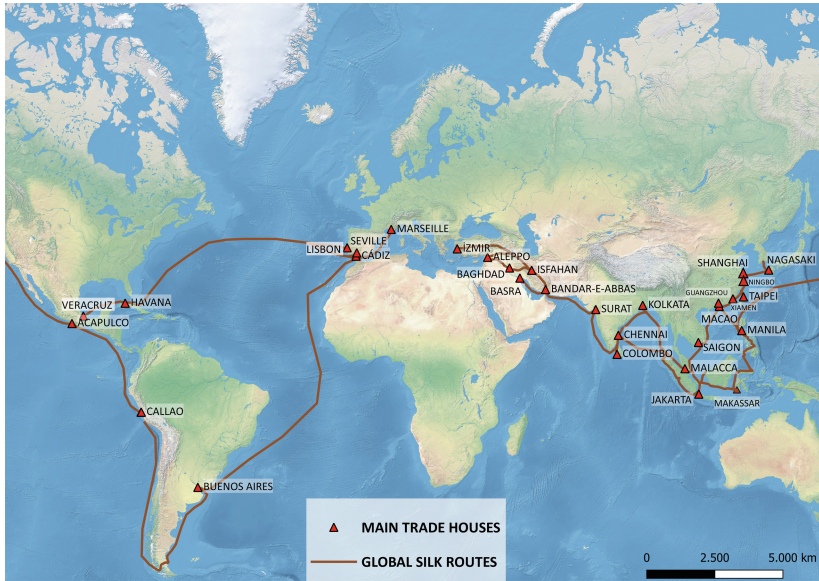 MARSEILLE
SEVILLE
LISBON
CÁDIZ
İZMIR
ALEPPO
BAGHDAD
ISFAHAN
BASRA
BANDAR-E-ABBAS
SHANGHAI
NAGASAKI
NINGBO
GUANGZHOU
TAIPEI
XIAMEN
MACAO
VERACRUZ
HAVANA
ACAPULCO
SURAT
KOLKATA
MANILA
CHENNAI
SAIGON
COLOMBO
MALACCA
JAKARTA
MAKASSAR
CALLAO
BUENOS AIRES
MAIN TRADE HOUSES
GLOBAL SILK ROUTES
0 2.500 5.000 km